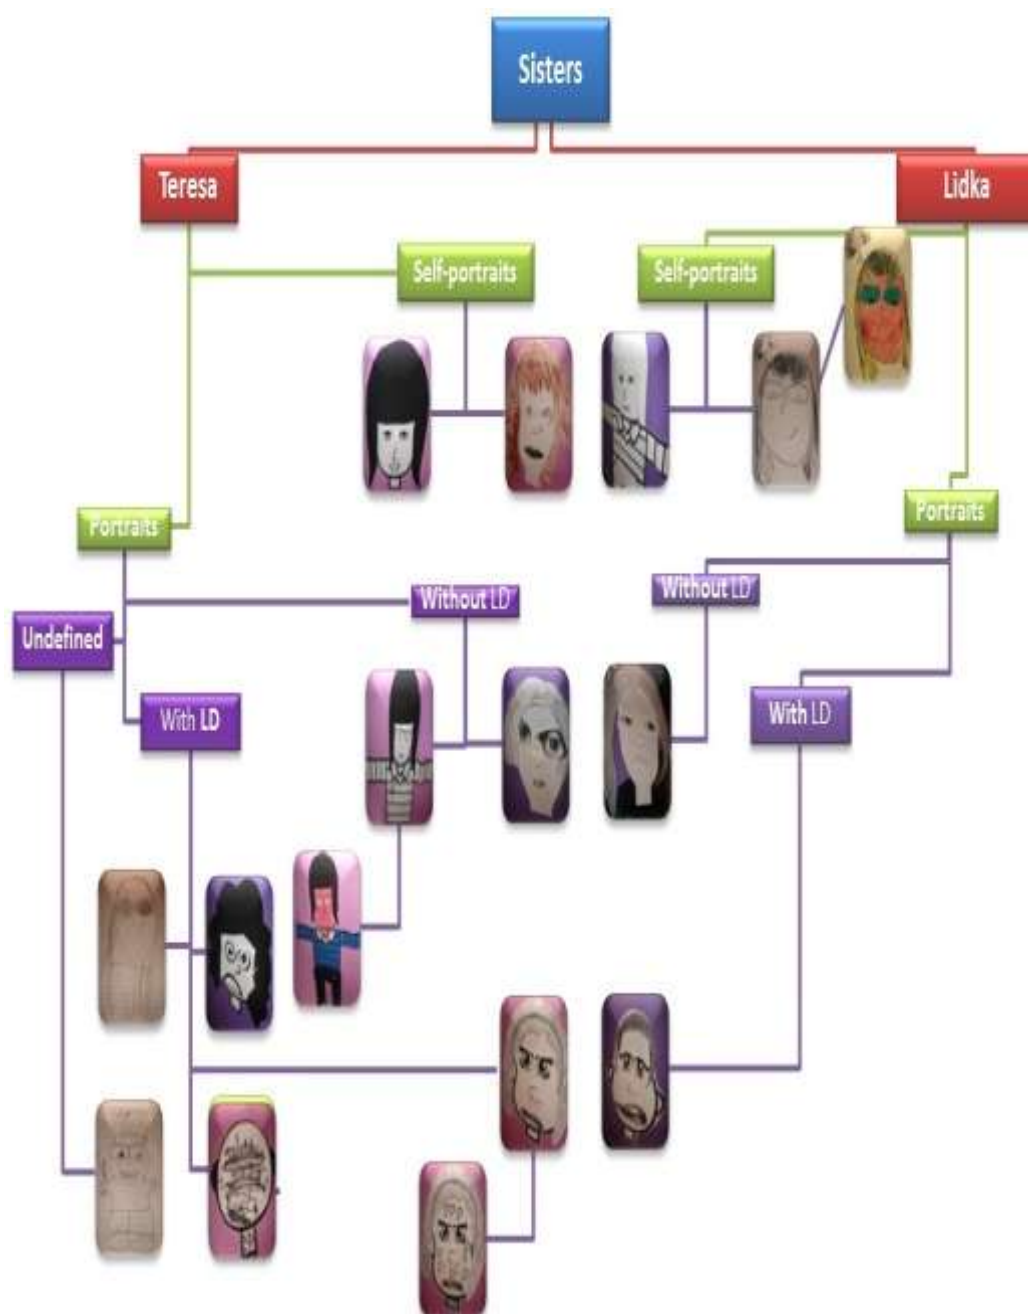 Sisters
Teresa
Lidka
Self-portraits
Self-portraits
Portraits
Portraits
Without LD
Without LD
Undefined
With LD
With LD